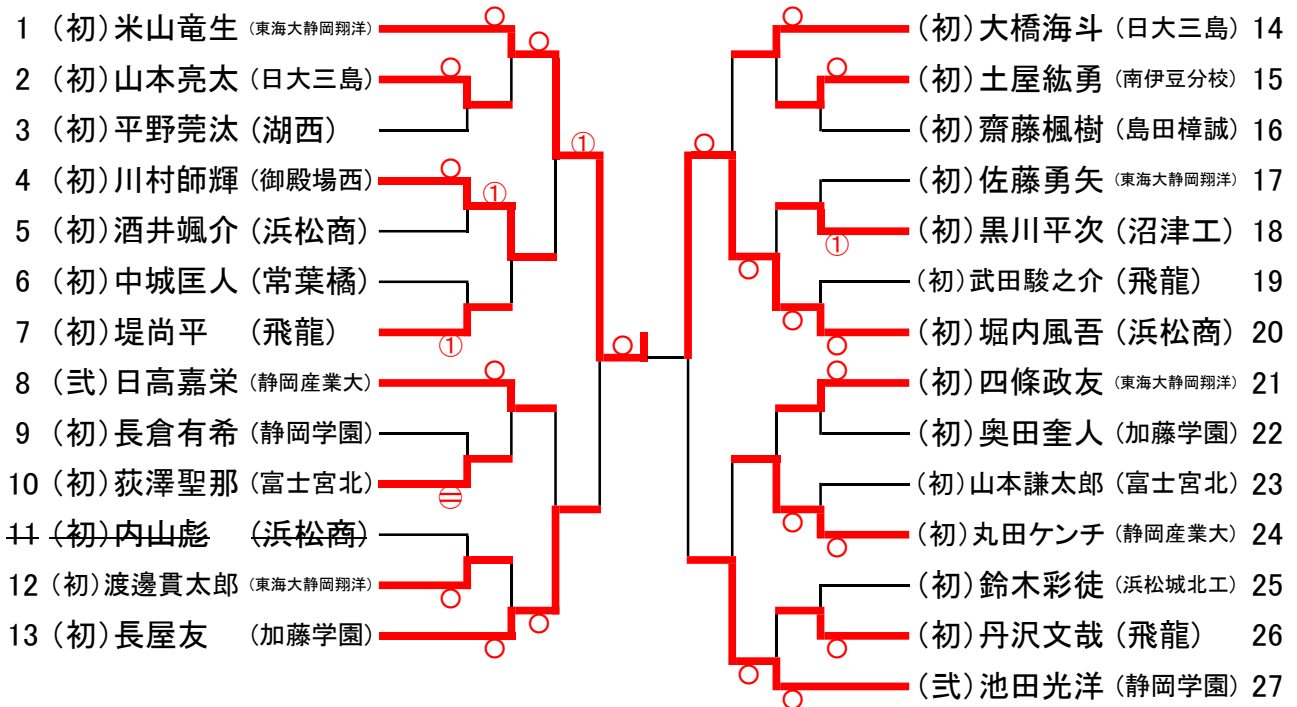 1 (初)米山竜生 (東海大静岡翔洋)
2 (初)山本亮太 (日大三島)
3 (初)平野莞汰 (湖西)
4 (初)川村師輝 (御殿場西)
5 (初)酒井颯介 (浜松商)
6 (初)中城匡人 (常葉橘)
7 (初)堤尚平 (飛龍)
8 (弐)日高嘉栄 (静岡産業大)
9 (初)長倉有希 (静岡学園)
10 (初)荻澤聖那 (富士宮北)
11 (初)内山彪 (浜松商)
12 (初)渡邊貫太郎 (東海大静岡翔洋)
13 (初)長屋友 (加藤学園)
①
①
①
㊂
(初)大橋海斗 (日大三島) 14
(初)土屋紘勇 (南伊豆分校) 15
(初)齋藤楓樹 (島田樟誠) 16
(初)佐藤勇矢 (東海大静岡翔洋) 17
(初)黒川平次 (沼津工) 18
(初)武田駿之介 (飛龍) 19
(初)堀内風吾 (浜松商) 20
(初)四條政友 (東海大静岡翔洋) 21
(初)奥田奎人 (加藤学園) 22
(初)山本謙太郎 (富士宮北) 23
(初)丸田ケンチ (静岡産業大) 24
(初)鈴木彩徒 (浜松城北工) 25
(初)丹沢文哉 (飛龍) 26
(弐)池田光洋 (静岡学園) 27
①